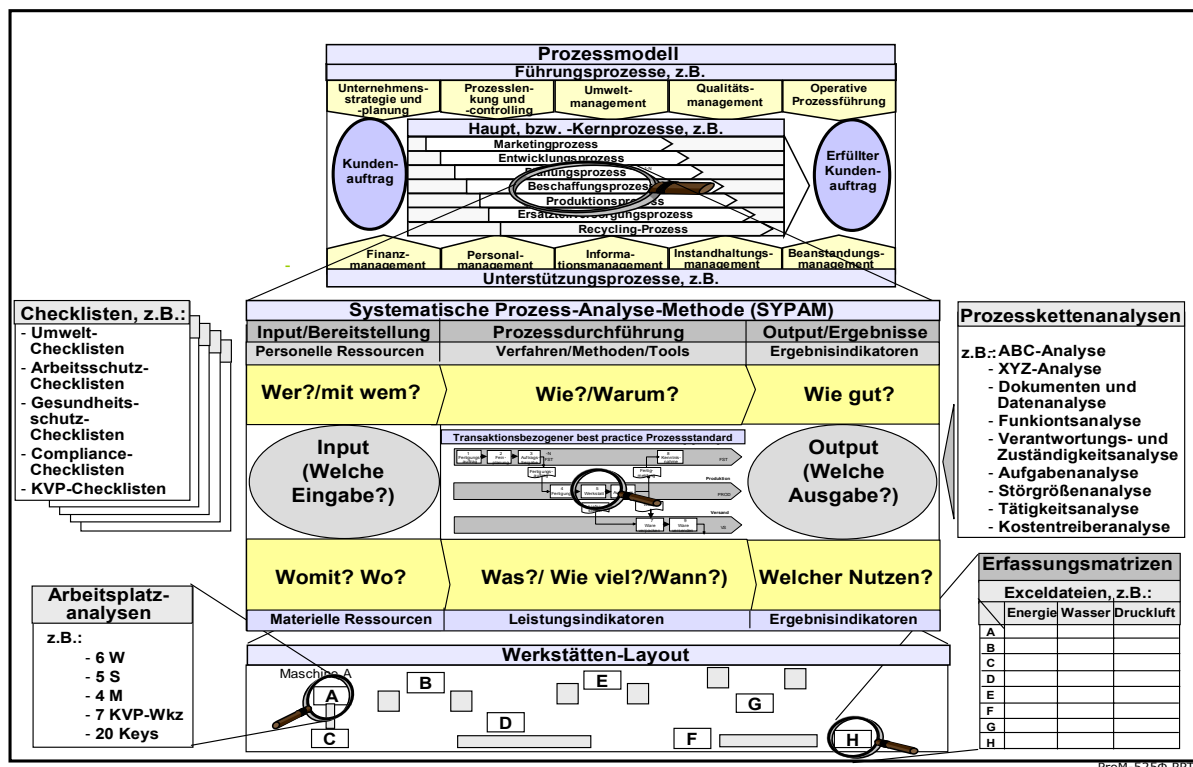 Prozessmodell
Führungsprozesse, z.B.
Unternehmens-
strategie und
-planung
Prozesslen-
kung und
-controlling
Umwelt-
management
Qualitäts-
management
Operative
Prozessführung
Kunden-
auftrag
Haupt, bzw. -Kernprozesse, z.B.
Marketingprozess
Entwicklungsprozess
Beschaffungsprozess
Produktionsprozess
Ersatzteilversorgungsprozess
Recycling-Prozess
Erfüllter
Kunden-
auftrag
Finanz-
management
Personal-
management
Informa-
tionsmanagement
Instandhaltungs-
management
Beanstandungs-
management
Unterstützungsprozesse, z.B.
Checklisten, z.B.:
- Umwelt-
Checklisten
- Arbeitsschutz-
Checklisten
- Gesundheits-
schutz-
Checklisten
- Compliance-
Checklisten
- KVP-Checklisten
Systematische Prozess-Analyse-Methode (SYPAM)
Input/Bereitstellung
Prozessdurchführung
Output/Ergebnisse
Personelle Ressourcen
Verfahren/Methoden/Tools
Ergebnisindikatoren
Wer?/mit wem?
Wie?/Warum?
Wie gut?
Input
(Welche
Eingabe?)
Transaktionsbezogener best practice Prozessstandard
Produktion
PROD
Versand
Output
(Welche
Ausgabe?)
Womit? Wo?
Was?/ Wie viel?/Wann?)
Welcher Nutzen?
Materielle Ressourcen
Leistungsindikatoren
Ergebnisindikatoren
Prozesskettenanalysen
z.B.:- ABC-Analyse
- XYZ-Analyse
- Dokumenten und
Datenanalyse
- Funkiontsanalyse
- Verantwortungs- und
Zuständigkeitsanalyse
- Aufgabenanalyse
- Störgrößenanalyse
- Tätigkeitsanalyse
- Kostentreiberanalyse
Arbeitsplatz-
analysen
z.B.:
- 6 W
- 5 S
- 4 M
- 7 KVP-Wkz
- 20 Keys
Werkstätten-Layout
Maschine A
A
B
C
D
E
F
G
H
Erfassungsmatrizen
Exceldateien, z.B.:
Energie Wasser Druckluft
A
B
C
D
E
F
G
H